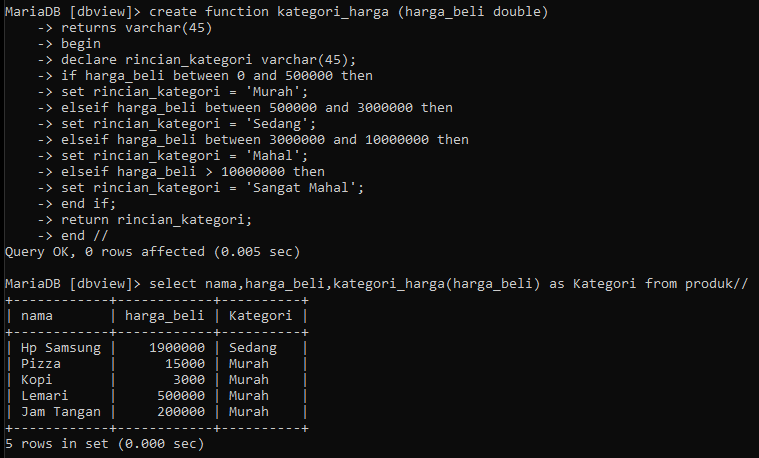 MariaDB [dbview]> create function kategori_harga (harga_beli double)
    -> returns varchar(45)
    -> begin
    -> declare rincian_kategori varchar(45);
    -> if harga_beli between 0 and 500000 then
    -> set rincian_kategori = 'Murah';
    -> elseif harga_beli between 500000 and 3000000 then
    -> set rincian_kategori = 'Sedang';
    -> elseif harga_beli between 3000000 and 10000000 then
    -> set rincian_kategori = 'Mahal';
    -> elseif harga_beli > 10000000 then
    -> set rincian_kategori = 'Sangat Mahal';
    -> end if;
    -> return rincian_kategori;
    -> end //
Query OK, 0 rows affected (0.005 sec)

MariaDB [dbview]> select nama,harga_beli,kategori_harga(harga_beli) as Kategori from produk//
+------------+------------+----------+
| nama       | harga_beli | Kategori |
+------------+------------+----------+
| Hp Samsung |    1900000 | Sedang   |
| Pizza      |      15000 | Murah    |
| Kopi       |       3000 | Murah    |
| Lemari     |     500000 | Murah    |
| Jam Tangan |     200000 | Murah    |
+------------+------------+----------+
5 rows in set (0.000 sec)